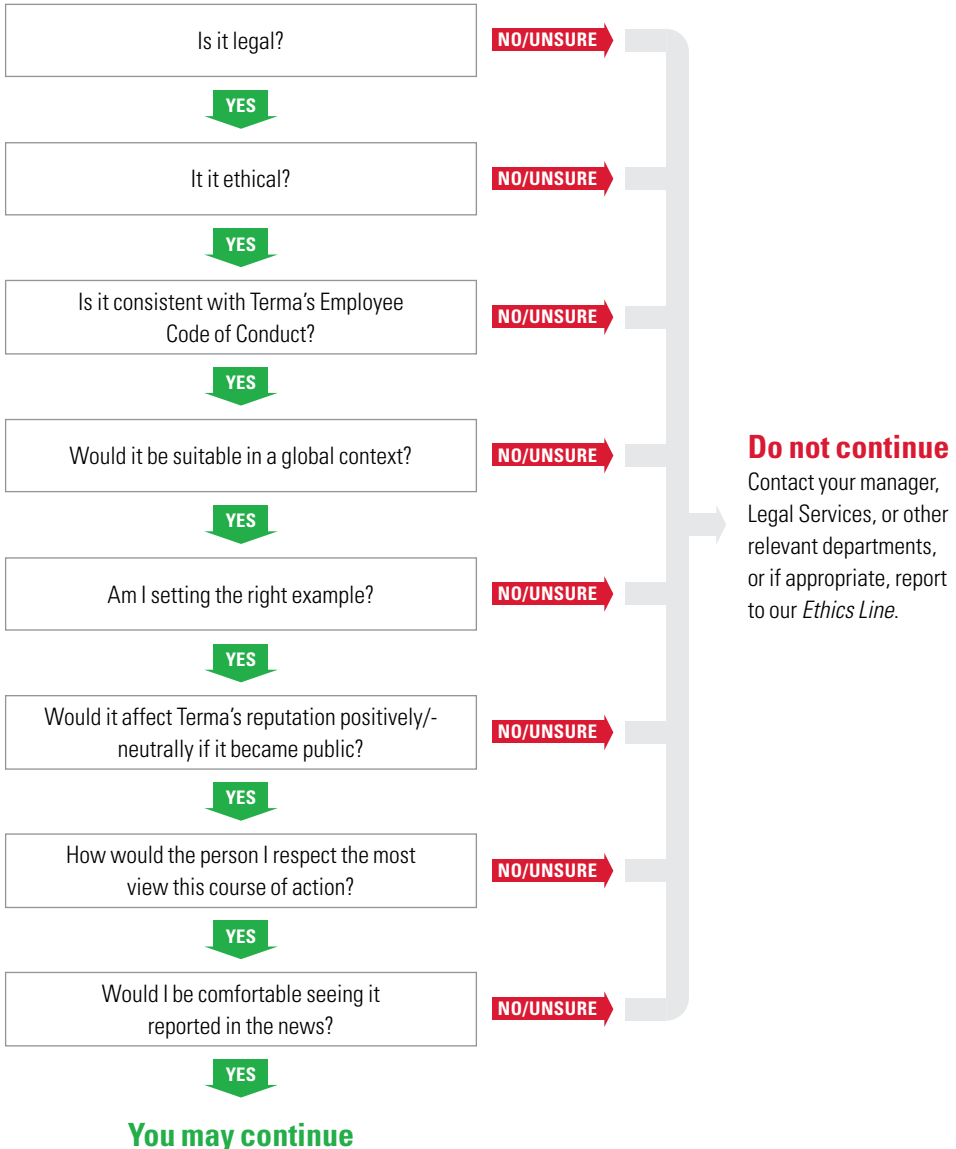 Is it legal?
NO/UNSURE
YES
It it ethical?
NO/UNSURE
YES
Is it consistent with Terma's Employee
Code of Conduct?
NO/UNSURE
YES
Would it be suitable in a global context?
NO/UNSURE
YES
Am I setting the right example?
NO/UNSURE
YES
Would it affect Terma's reputation positively/-
neutrally if it became public?
NO/UNSURE
YES
How would the person I respect the most
view this course of action?
NO/UNSURE
YES
Would I be comfortable seeing it
reported in the news?
NO/UNSURE
YES
You may continue
Do not continue
Contact your manager,
Legal Services, or other
relevant departments,
or if appropriate, report
to our Ethics Line.